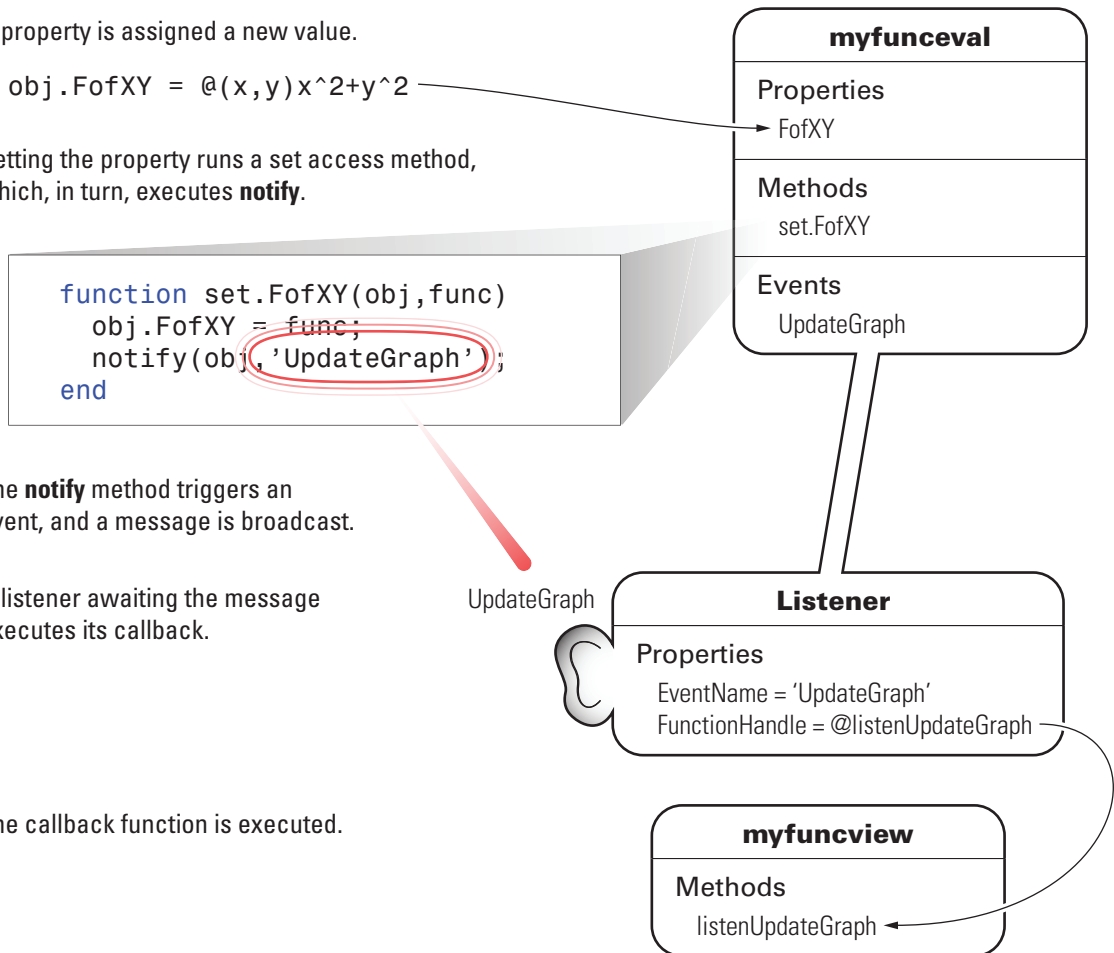 property is assigned a new value.
obj.FofXY = @(x,y)x^2+y^2
etting the property runs a set access method,
hich, in turn, executes notify.
function set.FofXY(obj,func)
obj.FofXY = func;
notify(obj,'UpdateGraph');
end
he notify method triggers an
vent, and a message is broadcast.
listener awaiting the message
xecutes its callback.
he callback function is executed.
myfunceval
Properties
FofXY
Methods
set.FofXY
Events
UpdateGraph
UpdateGraph
Listener
Properties
EventName = ‘UpdateGraph’
FunctionHandle = @listenUpdateGraph
myfuncview
Methods
listenUpdateGraph